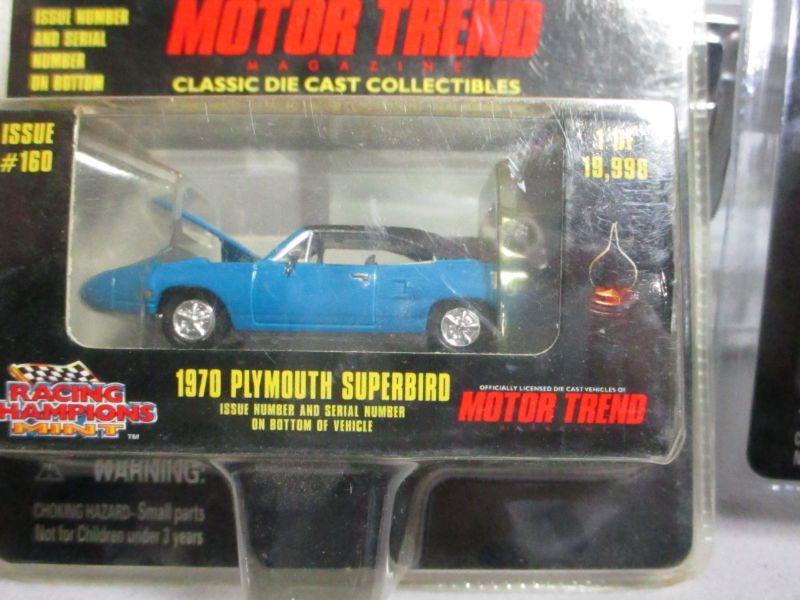 ISSUE NUMBER
AND SERIAL
NUMBER
ON BOTTOM
MOTOR TREND
MAGAZINE
CLASSIC DIE CAST COLLECTIBLES
ISSUE
#160
1 of
19,998
RACING
CHAMPIONS
MINT
TM
1970 PLYMOUTH SUPERBIRD
ISSUE NUMBER AND SERIAL NUMBER
ON BOTTOM OF VEHICLE
OFFICIALLY LICENSED DIE CAST VEHICLES OF
MOTOR TREND
MAGAZINE
WARNING:
CHOKING HAZARD-Small parts
Not for Children under 3 years